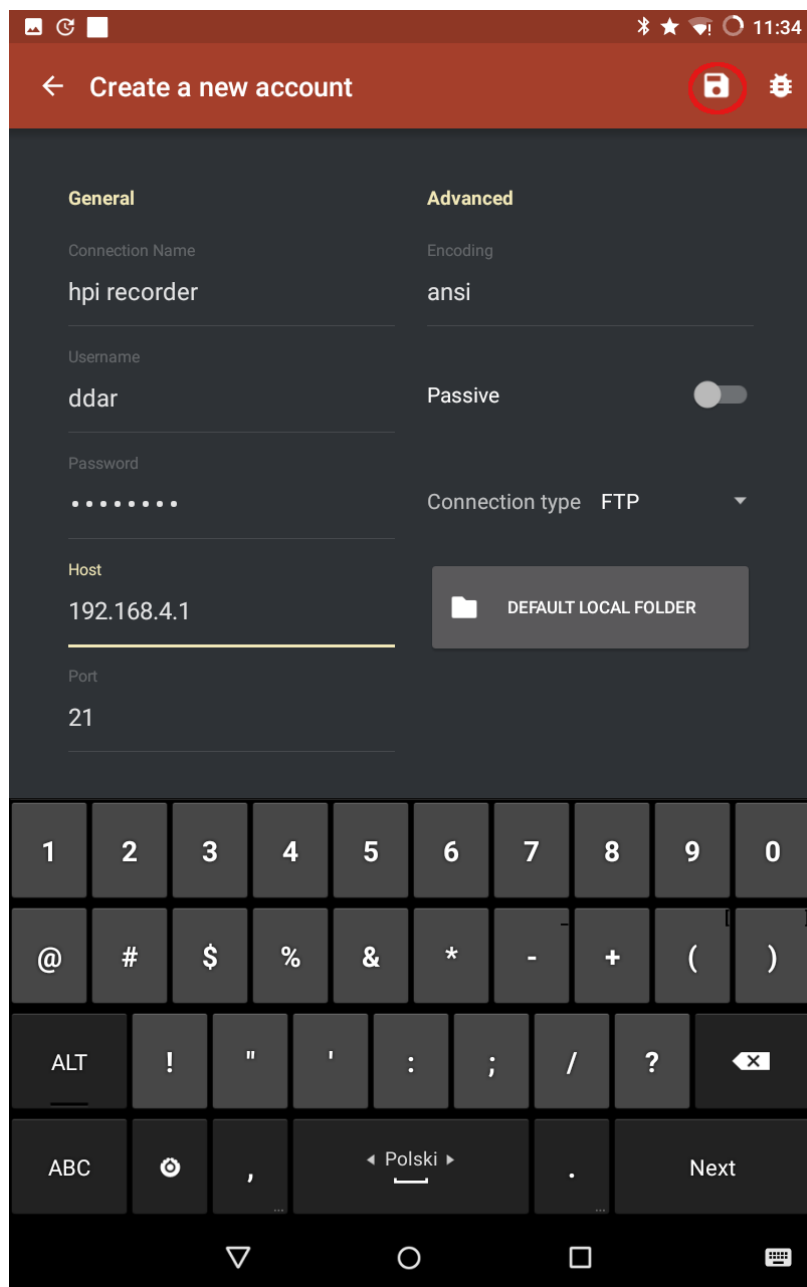 11:34
Create a new account
General
Connection Name
hpi recorder
Username
ddar
Password
••••••••
Host
192.168.4.1
Port
21
Advanced
Encoding
ansi
Passive
Connection type FTP
DEFAULT LOCAL FOLDER
1 2 3 4 5 6 7 8 9 0
@ # $ % & * - _ + ( [ ) ]
ALT ! " ' : ; / ?
ABC , ... Polski . ... Next